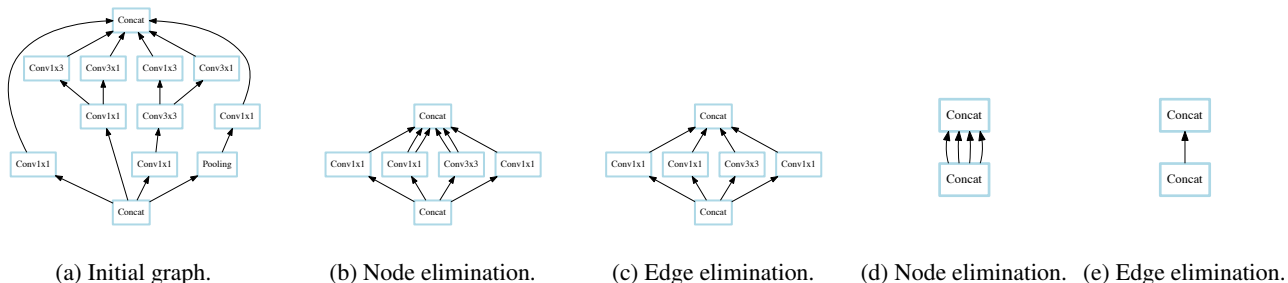 Concat
Conv1x3 Conv3x1 Conv1x3 Conv3x1
Conv1x1 Conv3x3 Conv1x1
Conv1x1 Conv1x1 Pooling
Concat
(a) Initial graph.
Concat
Conv1x1 Conv1x1 Conv3x3 Conv1x1
Concat
(b) Node elimination.
Concat
Conv1x1 Conv1x1 Conv3x3 Conv1x1
Concat
(c) Edge elimination.
Concat
Concat
(d) Node elimination.
Concat
Concat
(e) Edge elimination.